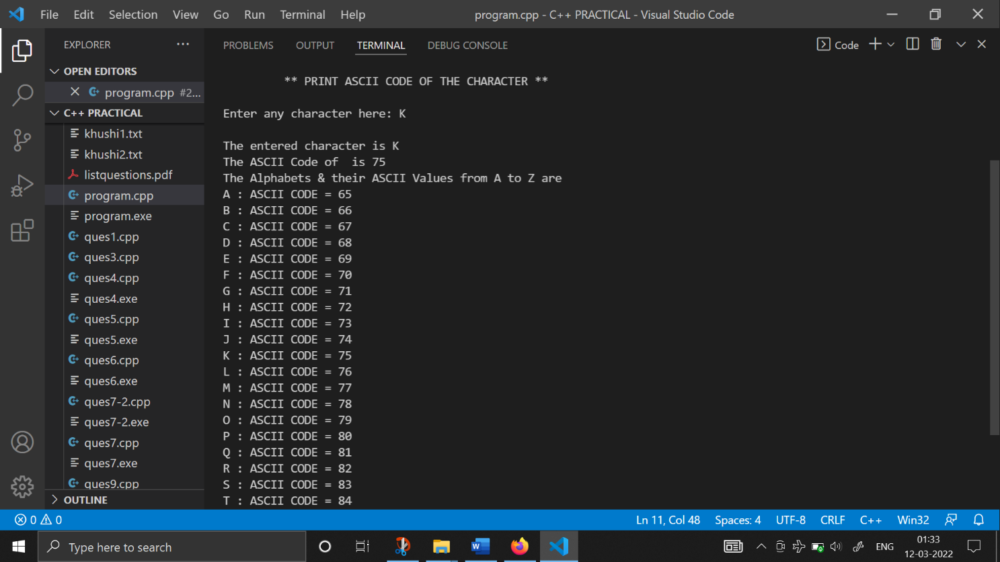 File Edit Selection View Go Run Terminal Help program.cpp - C++ PRACTICAL - Visual Studio Code
EXPLORER
OPEN EDITORS
program.cpp #2...
C++ PRACTICAL
khushi1.txt
khushi2.txt
listquestions.pdf
program.cpp
program.exe
ques1.cpp
ques3.cpp
ques4.cpp
ques4.exe
ques5.cpp
ques5.exe
ques6.cpp
ques6.exe
ques7-2.cpp
ques7-2.exe
ques7.cpp
ques7.exe
ques9.cpp
OUTLINE
PROBLEMS OUTPUT TERMINAL DEBUG CONSOLE Code
** PRINT ASCII CODE OF THE CHARACTER **
Enter any character here: K
The entered character is K
The ASCII Code of  is 75
The Alphabets & their ASCII Values from A to Z are
A : ASCII CODE = 65
B : ASCII CODE = 66
C : ASCII CODE = 67
D : ASCII CODE = 68
E : ASCII CODE = 69
F : ASCII CODE = 70
G : ASCII CODE = 71
H : ASCII CODE = 72
I : ASCII CODE = 73
J : ASCII CODE = 74
K : ASCII CODE = 75
L : ASCII CODE = 76
M : ASCII CODE = 77
N : ASCII CODE = 78
O : ASCII CODE = 79
P : ASCII CODE = 80
Q : ASCII CODE = 81
R : ASCII CODE = 82
S : ASCII CODE = 83
T : ASCII CODE = 84
0 0 Ln 11, Col 48 Spaces: 4 UTF-8 CRLF C++ Win32
Type here to search
ENG
01:33
12-03-2022